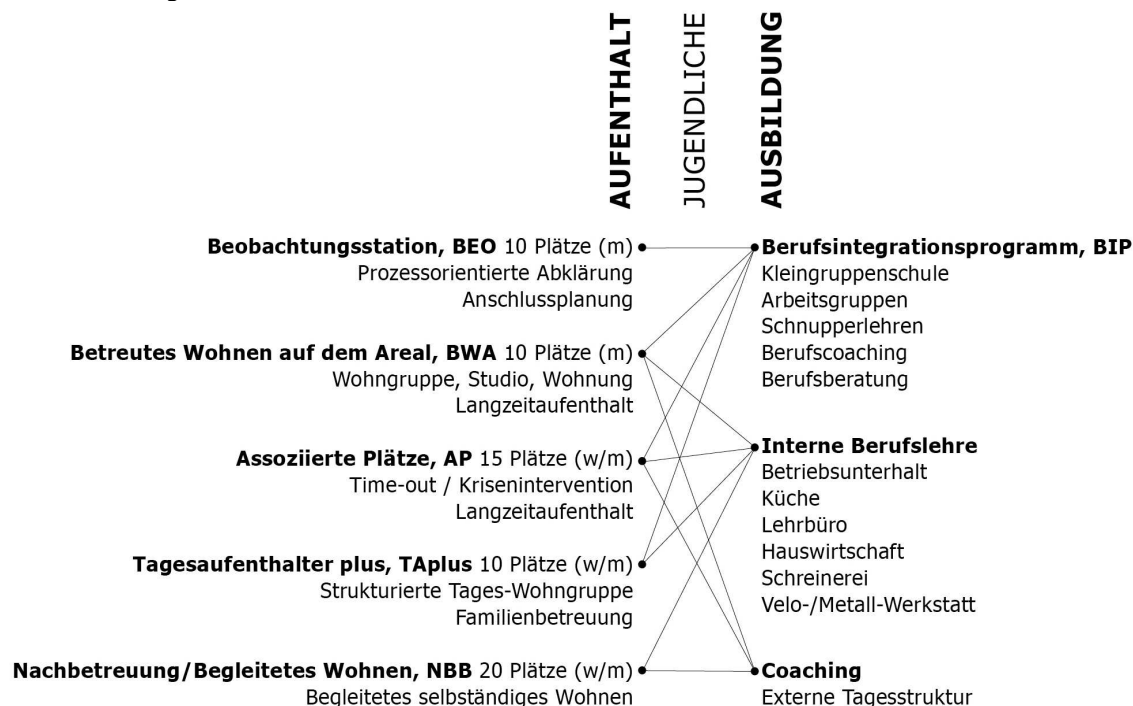 AUFENTHALT
JUGENDLICHE
AUSBILDUNG
Beobachtungsstation, BEO 10 Plätze (m)
Prozessorientierte Abklärung
Anschlussplanung
Betreutes Wohnen auf dem Areal, BWA 10 Plätze (m)
Wohngruppe, Studio, Wohnung
Langzeitaufenthalt
Assoziierte Plätze, AP 15 Plätze (w/m)
Time-out / Krisenintervention
Langzeitaufenthalt
Tagesaufenthalter plus, TAplus 10 Plätze (w/m)
Strukturierte Tages-Wohngruppe
Familienbetreuung
Nachbetreuung/Begleitetes Wohnen, NBB 20 Plätze (w/m)
Begleitetes selbständiges Wohnen
Berufsintegrationsprogramm, BIP
Kleingruppenschule
Arbeitsgruppen
Schnupperlehren
Berufscoaching
Berufsberatung
Interne Berufslehre
Betriebsunterhalt
Küche
Lehrbüro
Hauswirtschaft
Schreinerei
Velo-/Metall-Werkstatt
Coaching
Externe Tagesstruktur